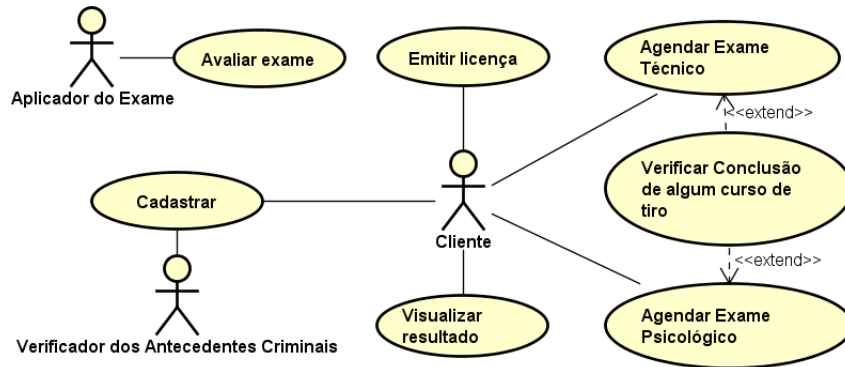 Avaliar exame
Aplicador do Exame
Emitir licença
Agendar Exame
Técnico
<<extend>>
Verificar Conclusão
de algum curso de
tiro
<<extend>>
Cadastrar
Cliente
Verificador dos Antecedentes Criminais
Visualizar
resultado
Agendar Exame
Psicológico